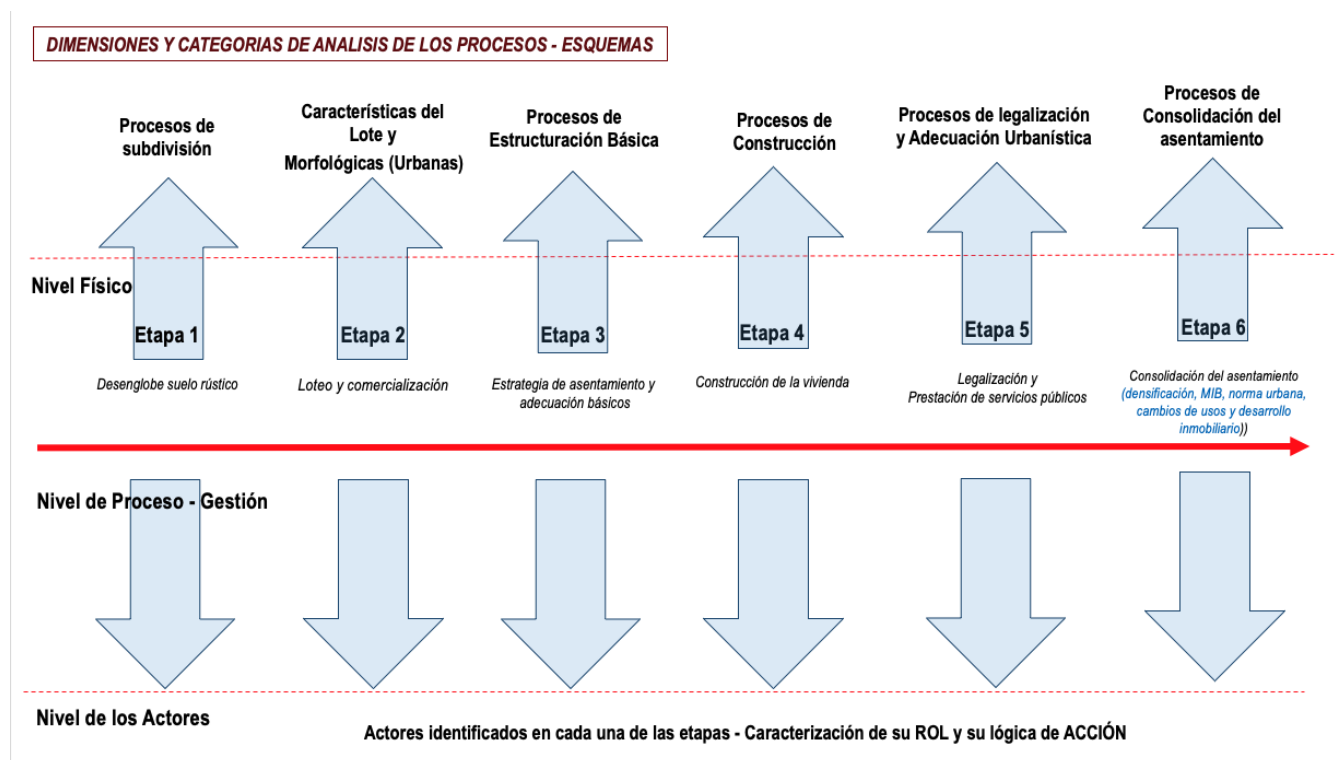 DIMENSIONES Y CATEGORIAS DE ANALISIS DE LOS PROCESOS - ESQUEMAS
Procesos de
subdivisión
Características del
Lote y
Morfológicas (Urbanas)
Procesos de
Estructuración Básica
Procesos de
Construcción
Procesos de legalización
y Adecuación Urbanística
Procesos de
Consolidación del
asentamiento
Nivel Físico
Etapa 1
Etapa 2
Etapa 3
Etapa 4
Etapa 5
Etapa 6
Desenglobe suelo rústico
Loteo y comercialización
Estrategia de asentamiento y
adecuación básicos
Construcción de la vivienda
Legalización y
Prestación de servicios públicos
Consolidación del asentamiento
(densificación, MIB, norma urbana,
cambios de usos y desarrollo
inmobiliario))
Nivel de Proceso - Gestión
Nivel de los Actores
Actores identificados en cada una de las etapas - Caracterización de su ROL y su lógica de ACCIÓN